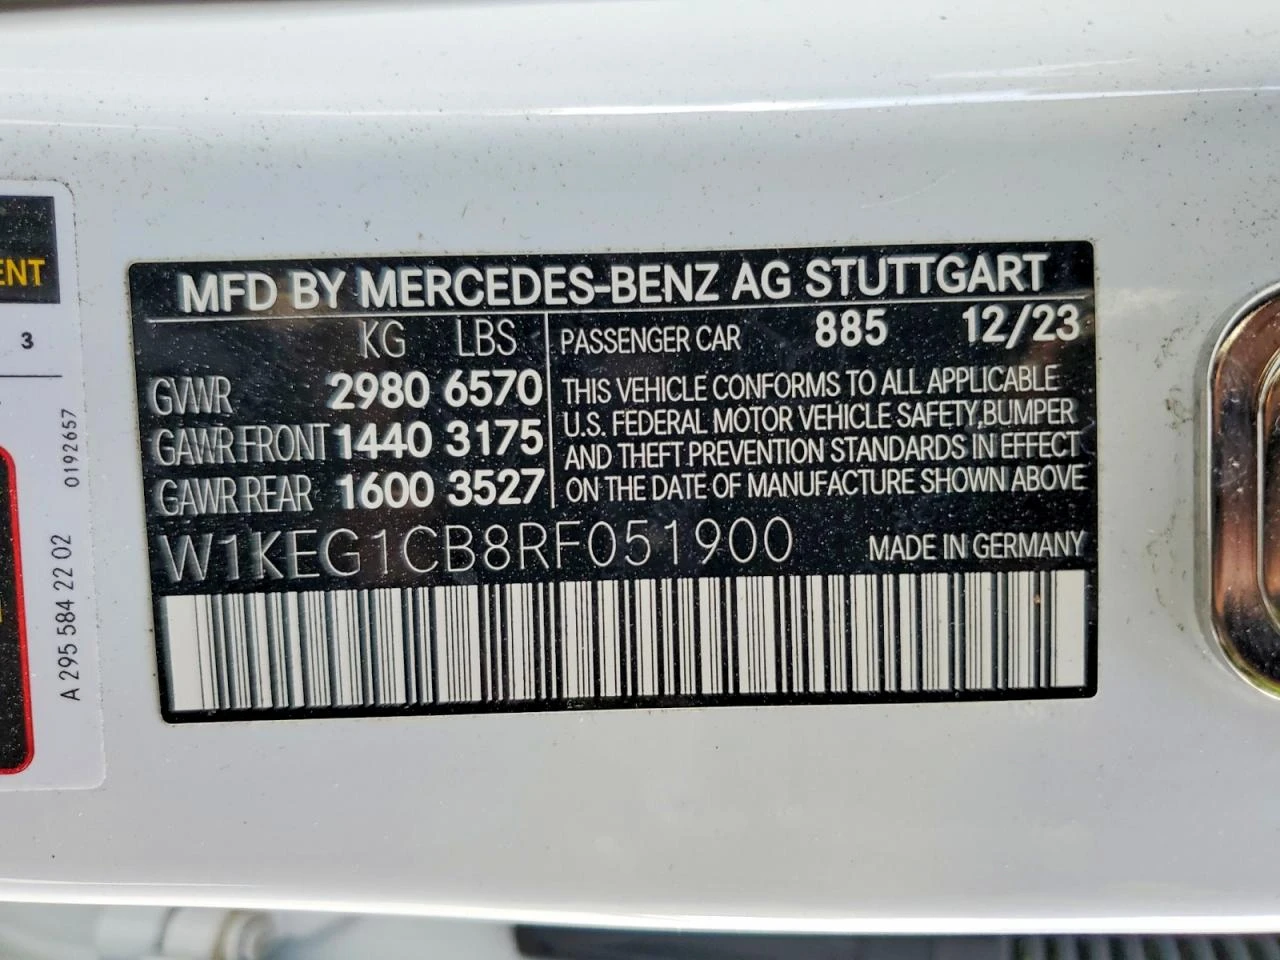 ENT
3
0192657
A 295 584 22 02
MFD BY MERCEDES-BENZ AG STUTTGART
KG LBS PASSENGER CAR 885 12/23
GVWR 2980 6570
GAWR FRONT 1440 3175
GAWR REAR 1600 3527
THIS VEHICLE CONFORMS TO ALL APPLICABLE
U.S. FEDERAL MOTOR VEHICLE SAFETY,BUMPER
AND THEFT PREVENTION STANDARDS IN EFFECT
ON THE DATE OF MANUFACTURE SHOWN ABOVE
W1KEG1CB8RF051900 MADE IN GERMANY